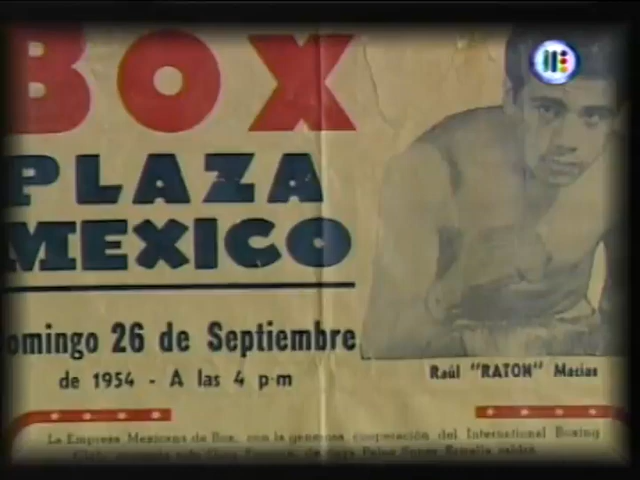 BOX
PLAZA
MEXICO
Domingo 26 de Septiembre
de 1954 - A las 4 p·m
Raúl "RATON" Macias
La Empresa Mexicana de Box, con la generosa cooperación del International Boxing